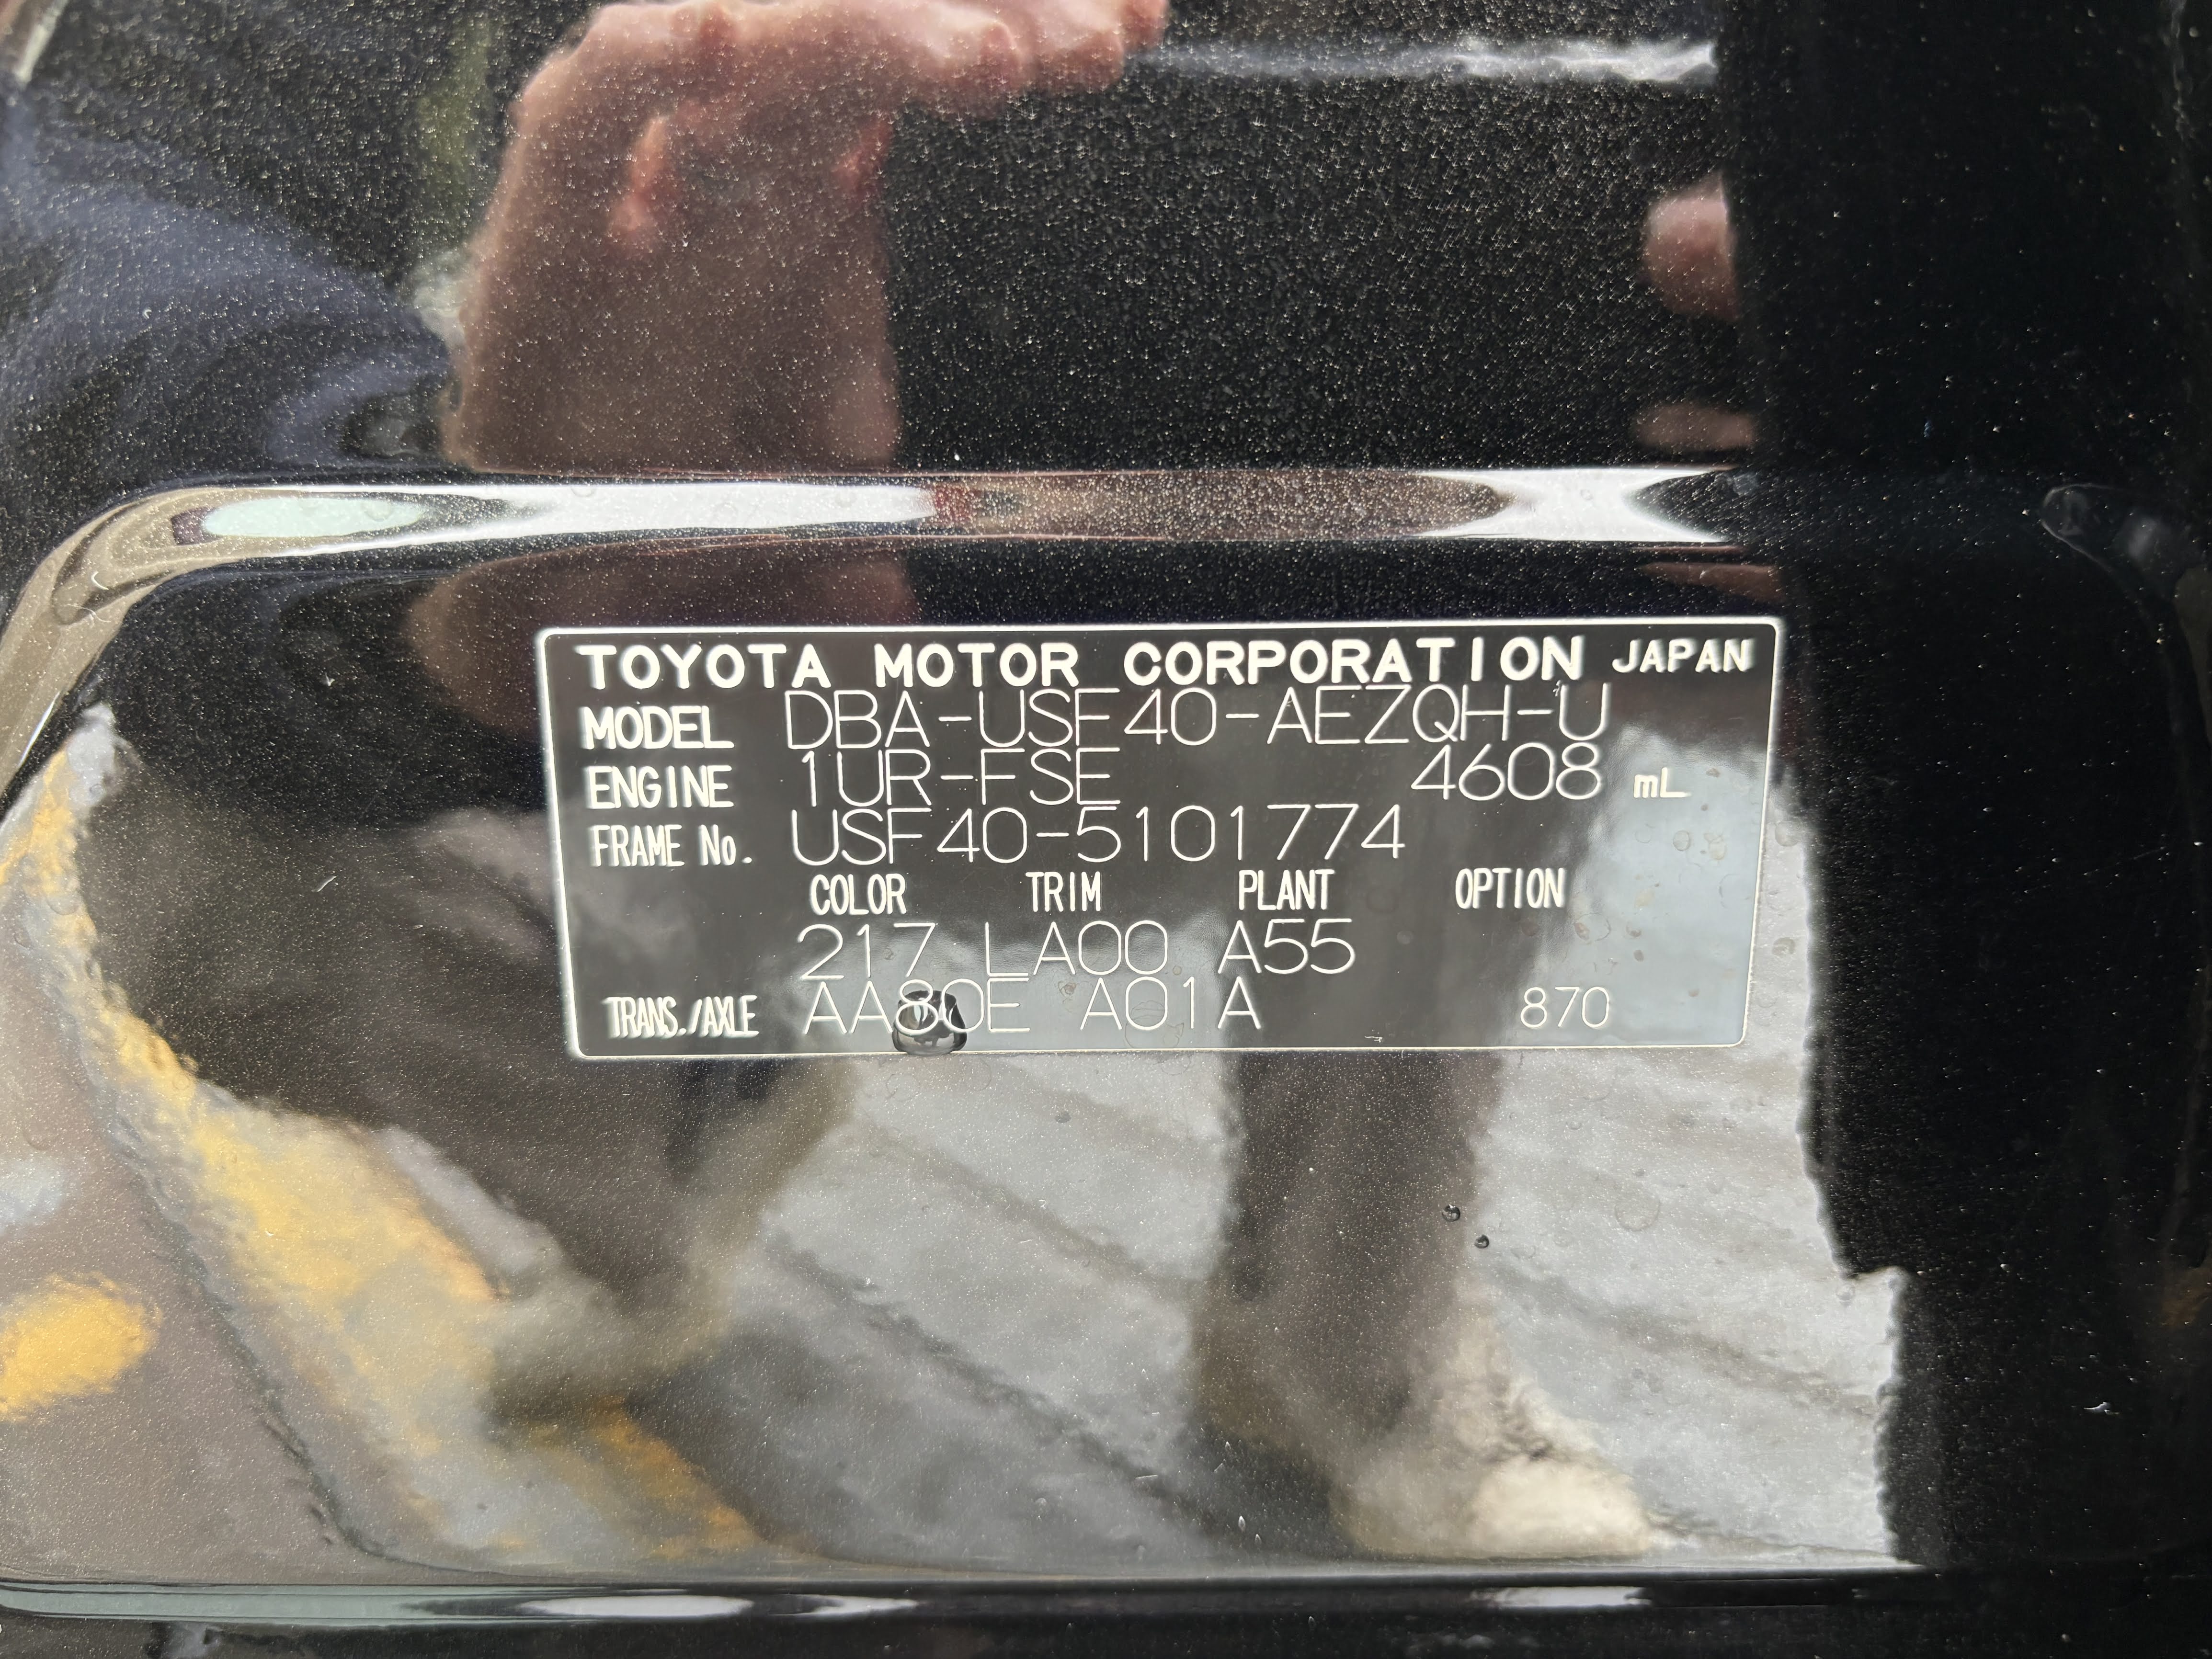 TOYOTA MOTOR CORPORATION JAPAN
MODEL DBA-USF40-AEZQH-U
ENGINE 1UR-FSE 4608 mL
FRAME No. USF40-5101774
COLOR TRIM PLANT OPTION
217 LA00 A55
TRANS./AXLE AA80E A01A 870